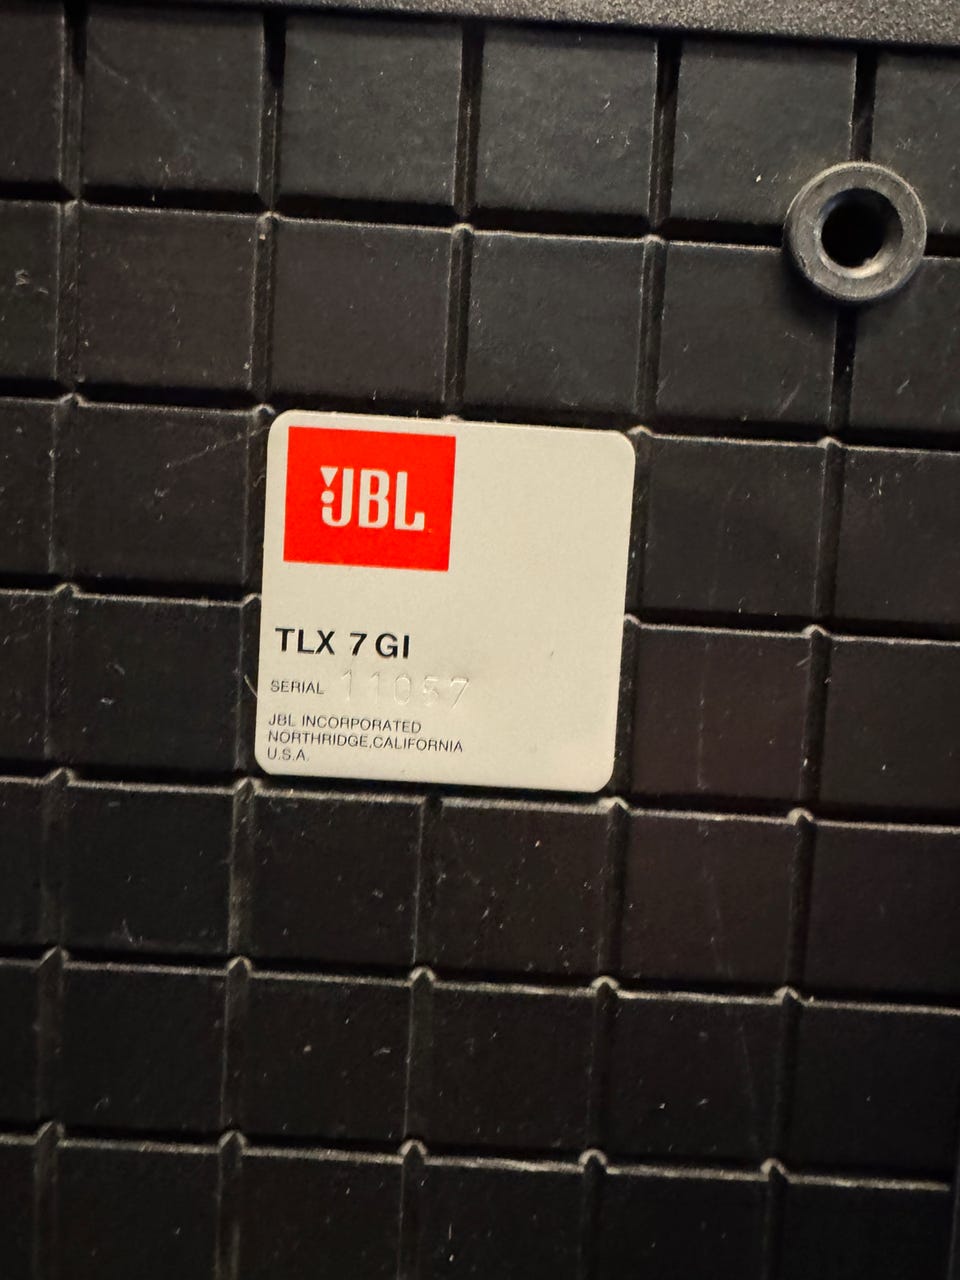 JBL
TLX 7 GI
SERIAL 11057
JBL INCORPORATED
NORTHRIDGE,CALIFORNIA
U.S.A.